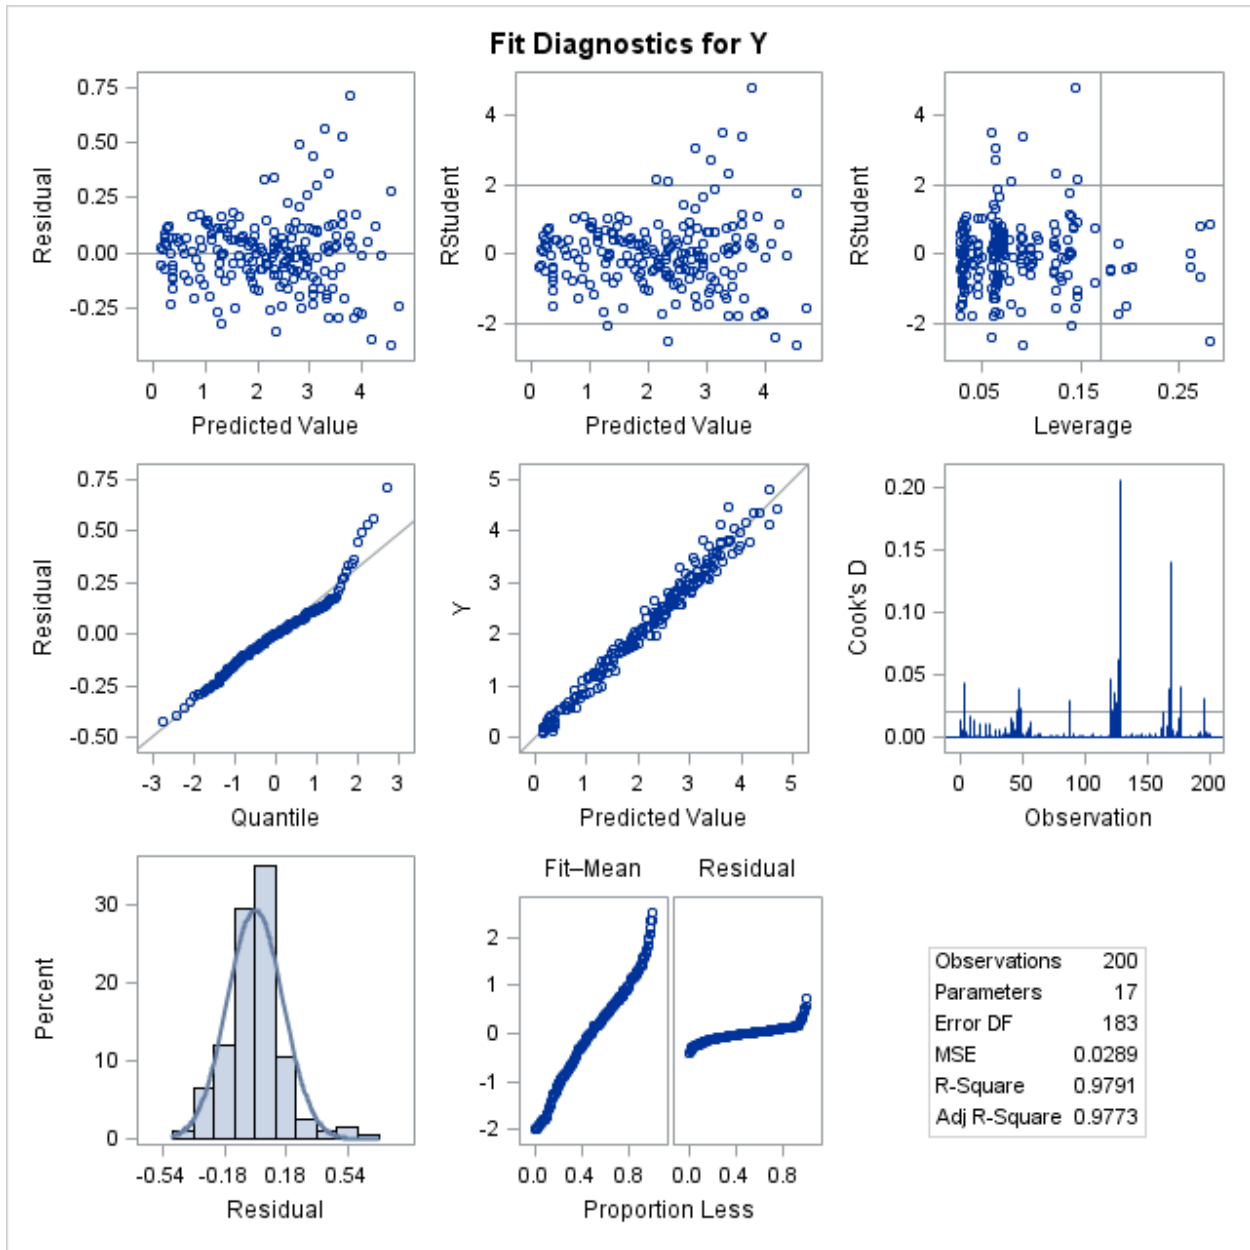 Fit Diagnostics for Y
0.75
0.50
0.25
0.00
-0.25
Residual
0 1 2 3 4
Predicted Value
4
2
0
-2
RStudent
0 1 2 3 4
Predicted Value
4
2
0
-2
RStudent
0.05 0.15 0.25
Leverage
0.75
0.50
0.25
0.00
-0.25
-0.50
Residual
-3 -2 -1 0 1 2 3
Quantile
5
4
3
2
1
0
Y
0 1 2 3 4 5
Predicted Value
0.20
0.15
0.10
0.05
0.00
Cook's D
0 50 100 150 200
Observation
30
20
10
0
Percent
-0.54 -0.18 0.18 0.54
Residual
Fit–Mean Residual
2
1
0
-1
-2
0.0 0.4 0.8 0.0 0.4 0.8
Proportion Less
Observations 200
Parameters 17
Error DF 183
MSE 0.0289
R-Square 0.9791
Adj R-Square 0.9773